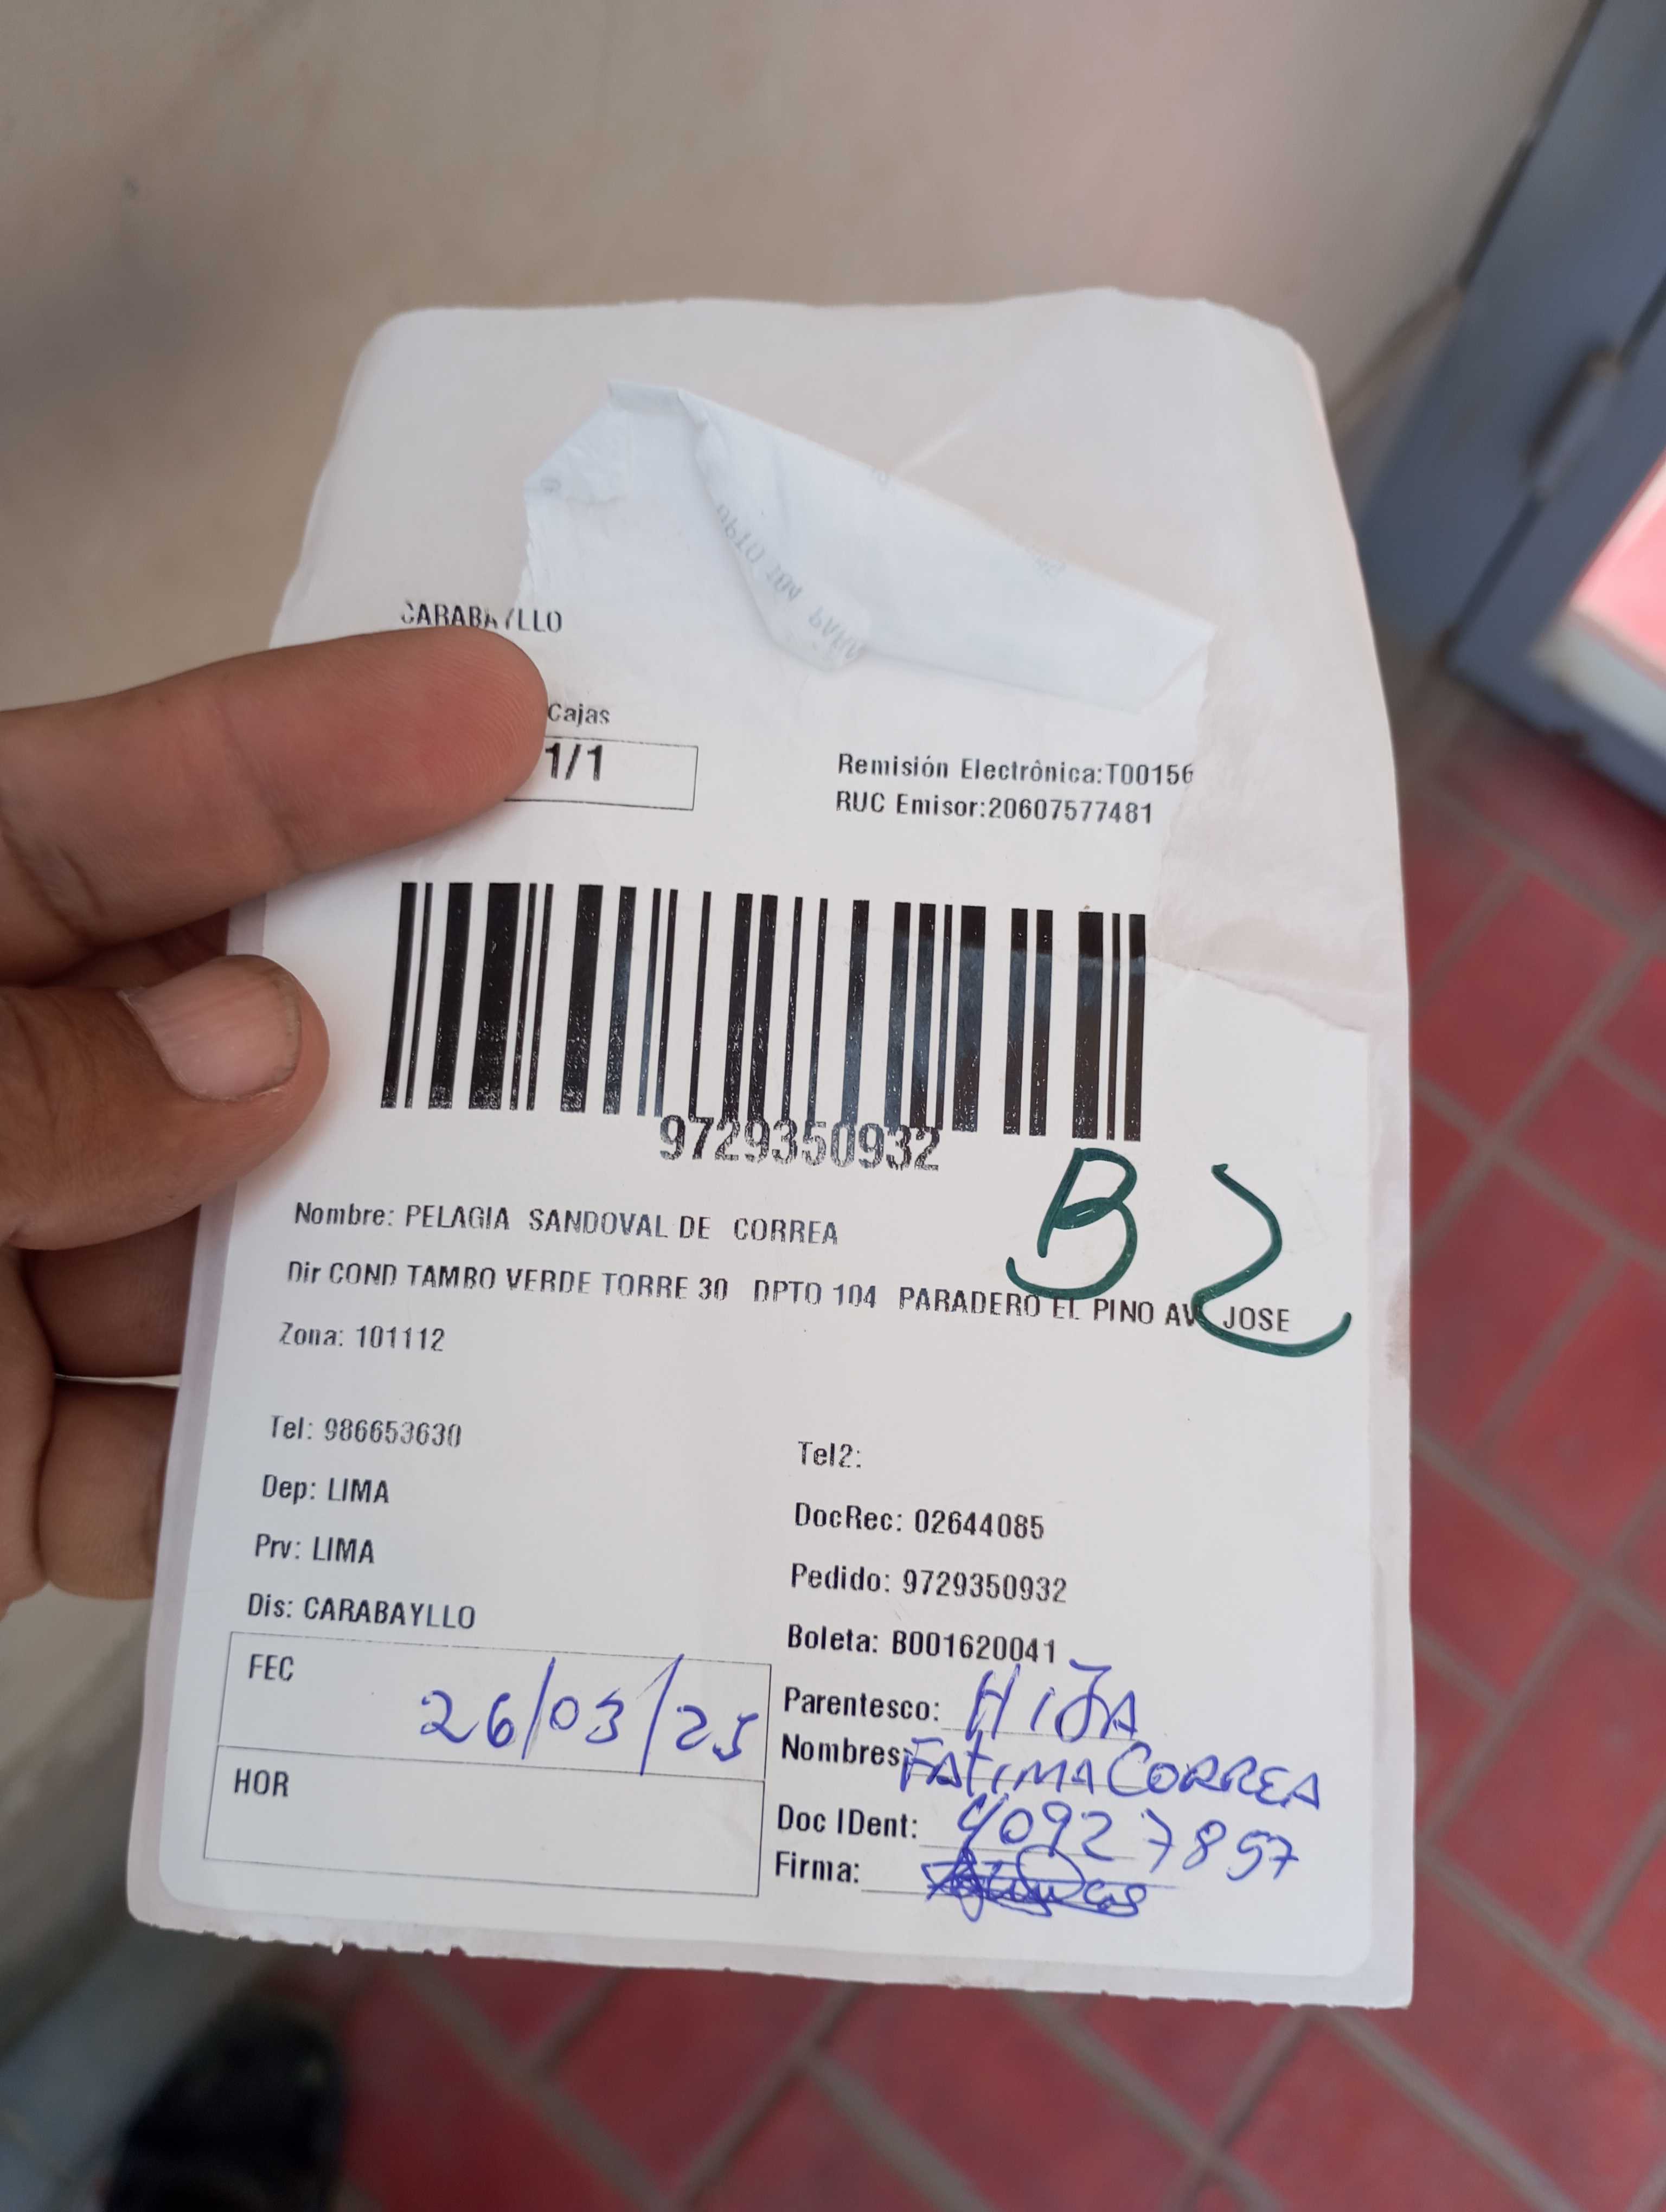 CARABAYLLO
Cajas
1/1
Remisión Electrônica:T00156
RUC Emisor:20607577481
9729350932
B2
Nombre: PELAGIA SANDOVAL DE CORREA
Dir COND TAMBO VERDE TORRE 30 DPTO 104 PARADERO EL PINO AV JOSE
Zona: 101112
Tel: 986653630
Tel2:
Dep: LIMA
DocRec: 02644085
Prv: LIMA
Pedido: 9729350932
Dis: CARABAYLLO
Boleta: B001620041
FEC 26/03/25
Parentesco: HIJA
Nombres: FATIMA CORREA
HOR
Doc IDent: 40927857
Firma: